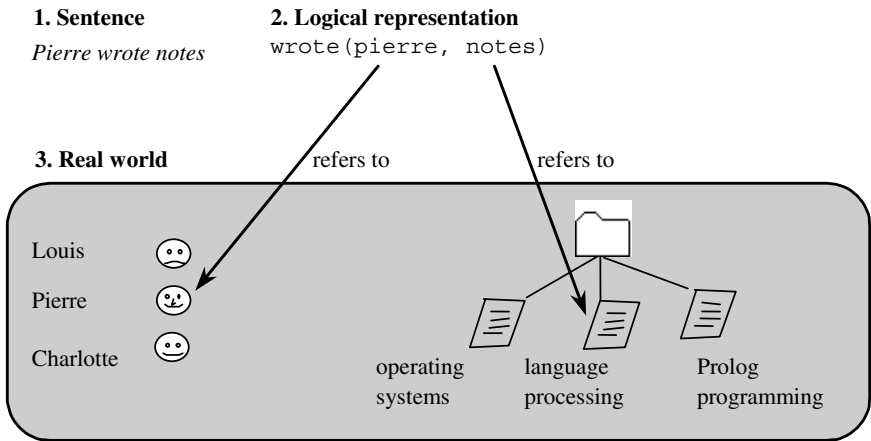 1. Sentence
Pierre wrote notes
2. Logical representation
wrote(pierre, notes)
3. Real world
refers to
refers to
Louis
Pierre
Charlotte
operating
systems
language
processing
Prolog
programming